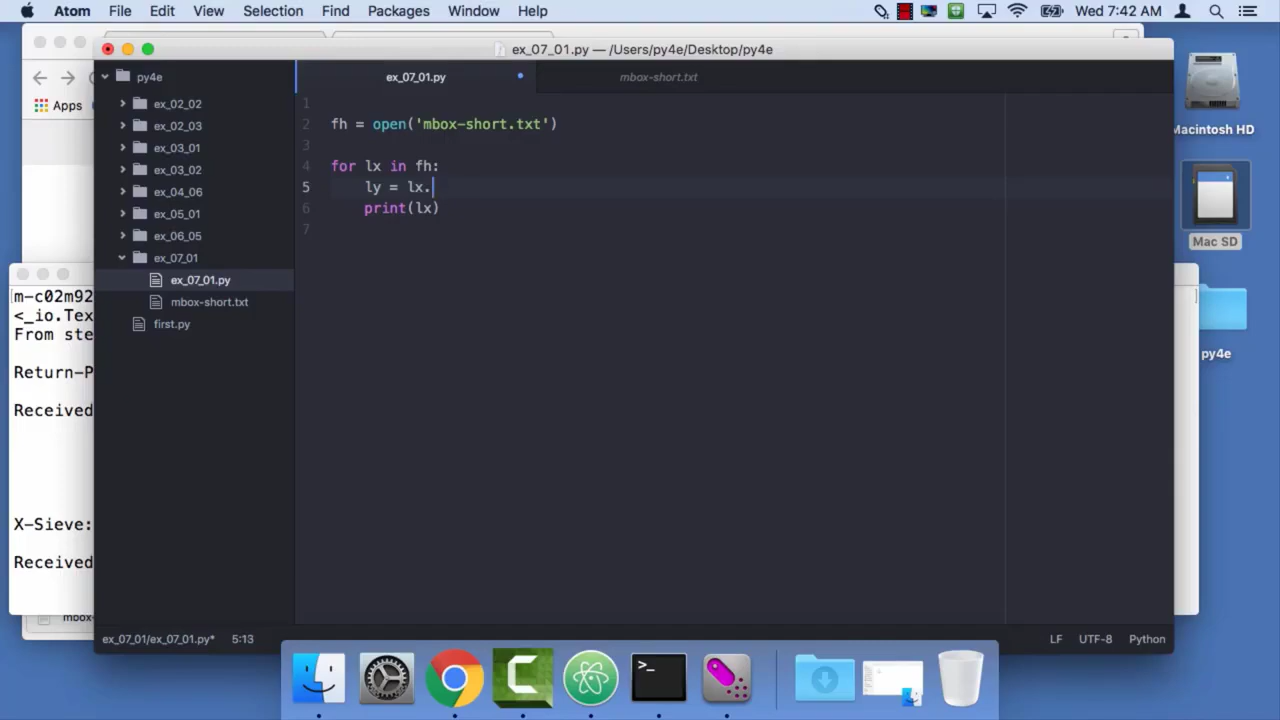 Atom File Edit View Selection Find Packages Window Help Wed 7:42 AM
ex_07_01.py — /Users/py4e/Desktop/py4e
py4e
ex_07_01.py
mbox-short.txt
Apps
ex_02_02
ex_02_03
ex_03_01
ex_03_02
ex_04_06
ex_05_01
ex_06_05
ex_07_01
ex_07_01.py
mbox-short.txt
first.py
1
2 fh = open('mbox-short.txt')
3
4 for lx in fh:
5 ly = lx.
6 print(lx)
7
m-c02m92
<_io.Tex
From ste
Return-P
Received
X-Sieve:
Received
mbox-
Macintosh HD
Mac SD
py4e
ex_07_01/ex_07_01.py* 5:13
LF UTF-8 Python
>_